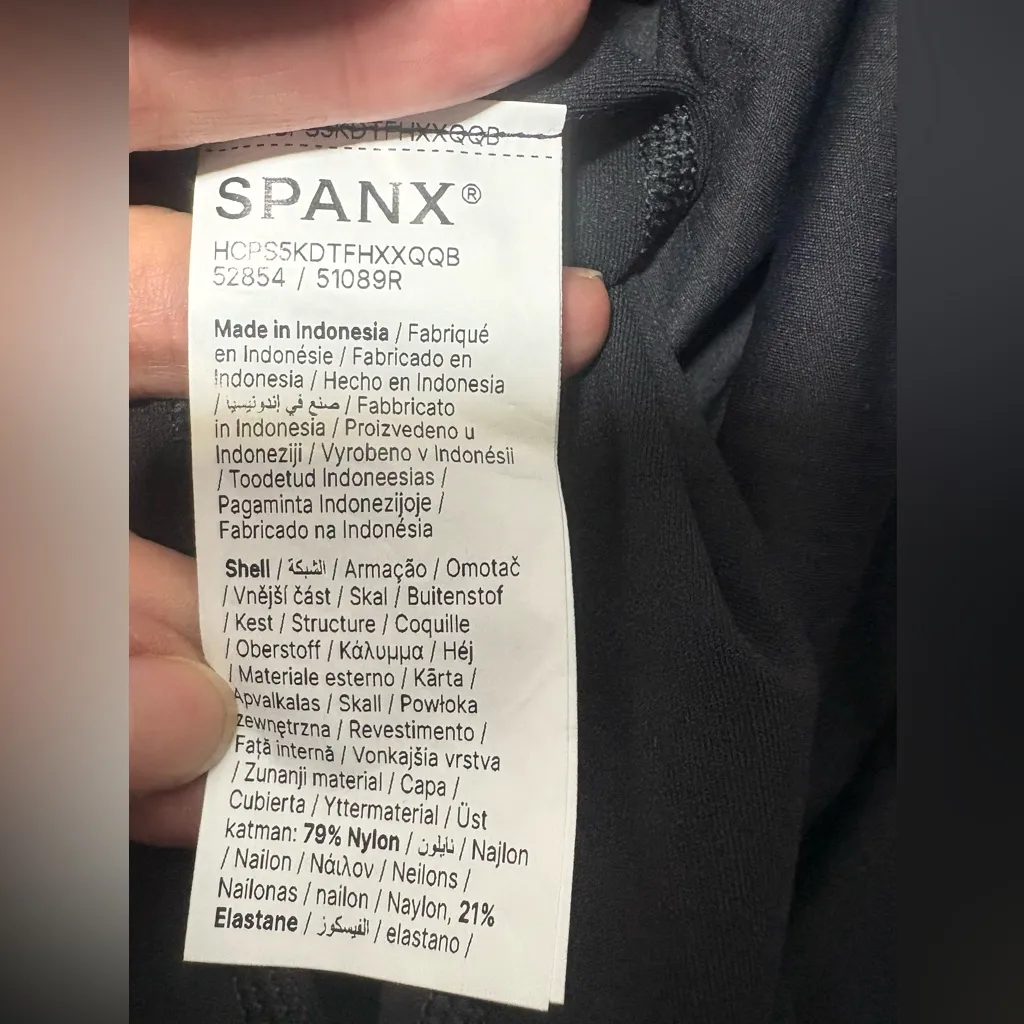 SPANX®
HCPS5KDTFHXXQQB
52854 / 51089R
Made in Indonesia / Fabriqué
en Indonésie / Fabricado en
Indonesia / Hecho en Indonesia
/ صنع في إندونيسيا / Fabbricato
in Indonesia / Proizvedeno u
Indoneziji / Vyrobeno v Indonésii
/ Toodetud Indoneesias /
Pagaminta Indonezijoje /
Fabricado na Indonésia
Shell / الشبكة / Armação / Omotač
/ Vnější část / Skal / Buitenstof
/ Kest / Structure / Coquille
/ Oberstoff / Κάλυμμα / Héj
/ Materiale esterno / Kārta /
Apvalkalas / Skall / Powłoka
zewnętrzna / Revestimento /
Față internă / Vonkajšia vrstva
/ Zunanji material / Capa /
Cubierta / Yttermaterial / Üst
katman: 79% Nylon / نايلون / Najlon
/ Nailon / Νάιλον / Neilons /
Nailonas / nailon / Naylon, 21%
Elastane / الفيسكوز / elastano /